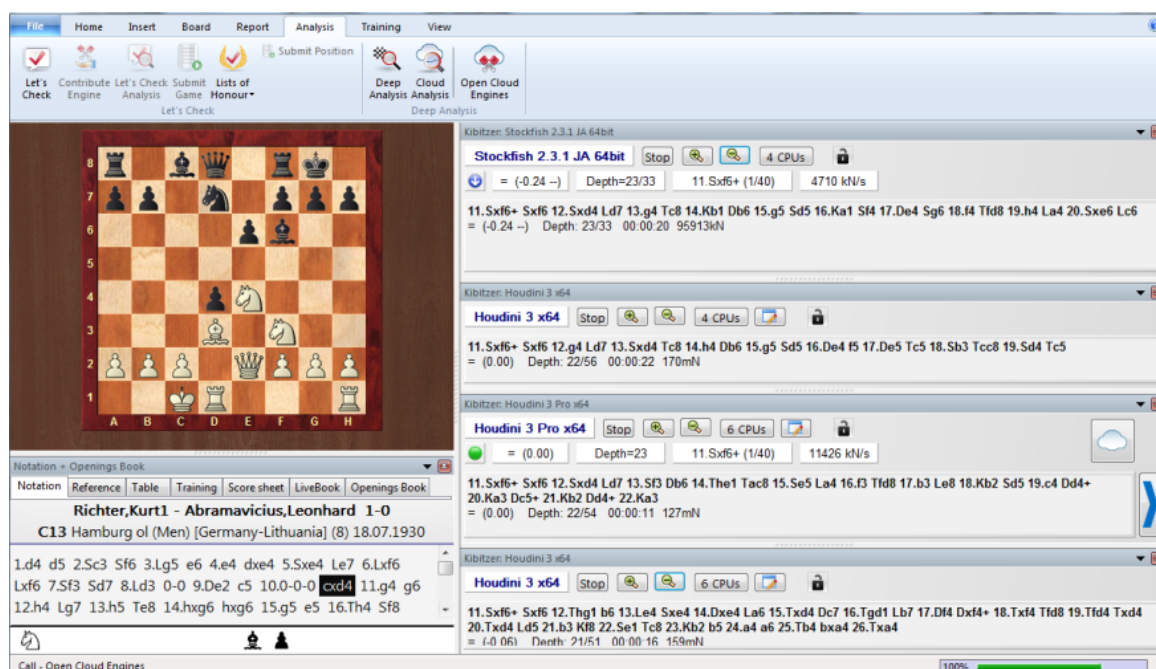 File Home Insert Board Report Analysis Training View
Submit Position
Let's Check
Contribute Engine
Let's Check Analysis
Submit Game
Lists of Honour
Deep Analysis
Cloud Analysis
Open Cloud Engines
Let's Check
Deep Analysis
8
7
6
5
4
3
2
1
A B C D E F G H
Notation + Openings Book
Notation Reference Table Training Score sheet LiveBook Openings Book
Richter,Kurt1 - Abramavicius,Leonhard 1-0
C13 Hamburg ol (Men) [Germany-Lithuania] (8) 18.07.1930
1.d4 d5 2.Sc3 Sf6 3.Lg5 e6 4.e4 dxe4 5.Sxe4 Le7 6.Lxf6
Lxf6 7.Sf3 Sd7 8.Ld3 0-0 9.De2 c5 10.0-0-0 cxd4 11.g4 g6
12.h4 Lg7 13.h5 Te8 14.hxg6 hxg6 15.g5 e5 16.Th4 Sf8
Kibitzer: Stockfish 2.3.1 JA 64bit
Stockfish 2.3.1 JA 64bit Stop 4 CPUs
= (-0.24 --) Depth=23/33 11.Sxf6+ (1/40) 4710 kN/s
11.Sxf6+ Sxf6 12.Sxd4 Ld7 13.g4 Tc8 14.Kb1 Db6 15.g5 Sd5 16.Ka1 Sf4 17.De4 Sg6 18.f4 Tfd8 19.h4 La4 20.Sxe6 Lc6
= (-0.24 --) Depth: 23/33 00:00:20 95913kN
Kibitzer: Houdini 3 x64
Houdini 3 x64 Stop 4 CPUs
11.Sxf6+ Sxf6 12.g4 Ld7 13.Sxd4 Tc8 14.h4 Db6 15.g5 Sd5 16.De4 f5 17.De5 Tc5 18.Sb3 Tcc8 19.Sd4 Tc5
= (0.00) Depth: 22/56 00:00:22 170mN
Kibitzer: Houdini 3 Pro x64
Houdini 3 Pro x64 Stop 6 CPUs
= (0.00) Depth=23 11.Sxf6+ (1/40) 11426 kN/s
11.Sxf6+ Sxf6 12.Sxd4 Ld7 13.Sf3 Db6 14.The1 Tac8 15.Se5 La4 16.f3 Tfd8 17.b3 Le8 18.Kb2 Sd5 19.c4 Dd4+
20.Ka3 Dc5+ 21.Kb2 Dd4+ 22.Ka3
= (0.00) Depth: 22/54 00:00:11 127mN
Kibitzer: Houdini 3 x64
Houdini 3 x64 Stop 6 CPUs
11.Sxf6+ Sxf6 12.Thg1 b6 13.Le4 Sxe4 14.Dxe4 La6 15.Txd4 Dc7 16.Tgd1 Lb7 17.Df4 Dxf4+ 18.Txf4 Tfd8 19.Tfd4 Txd4
20.Txd4 Ld5 21.b3 Kf8 22.Se1 Tc8 23.Kb2 b5 24.a4 a6 25.Tb4 bxa4 26.Txa4
= (-0.06) Depth: 21/51 00:00:16 159mN
Call - Open Cloud Engines
100%